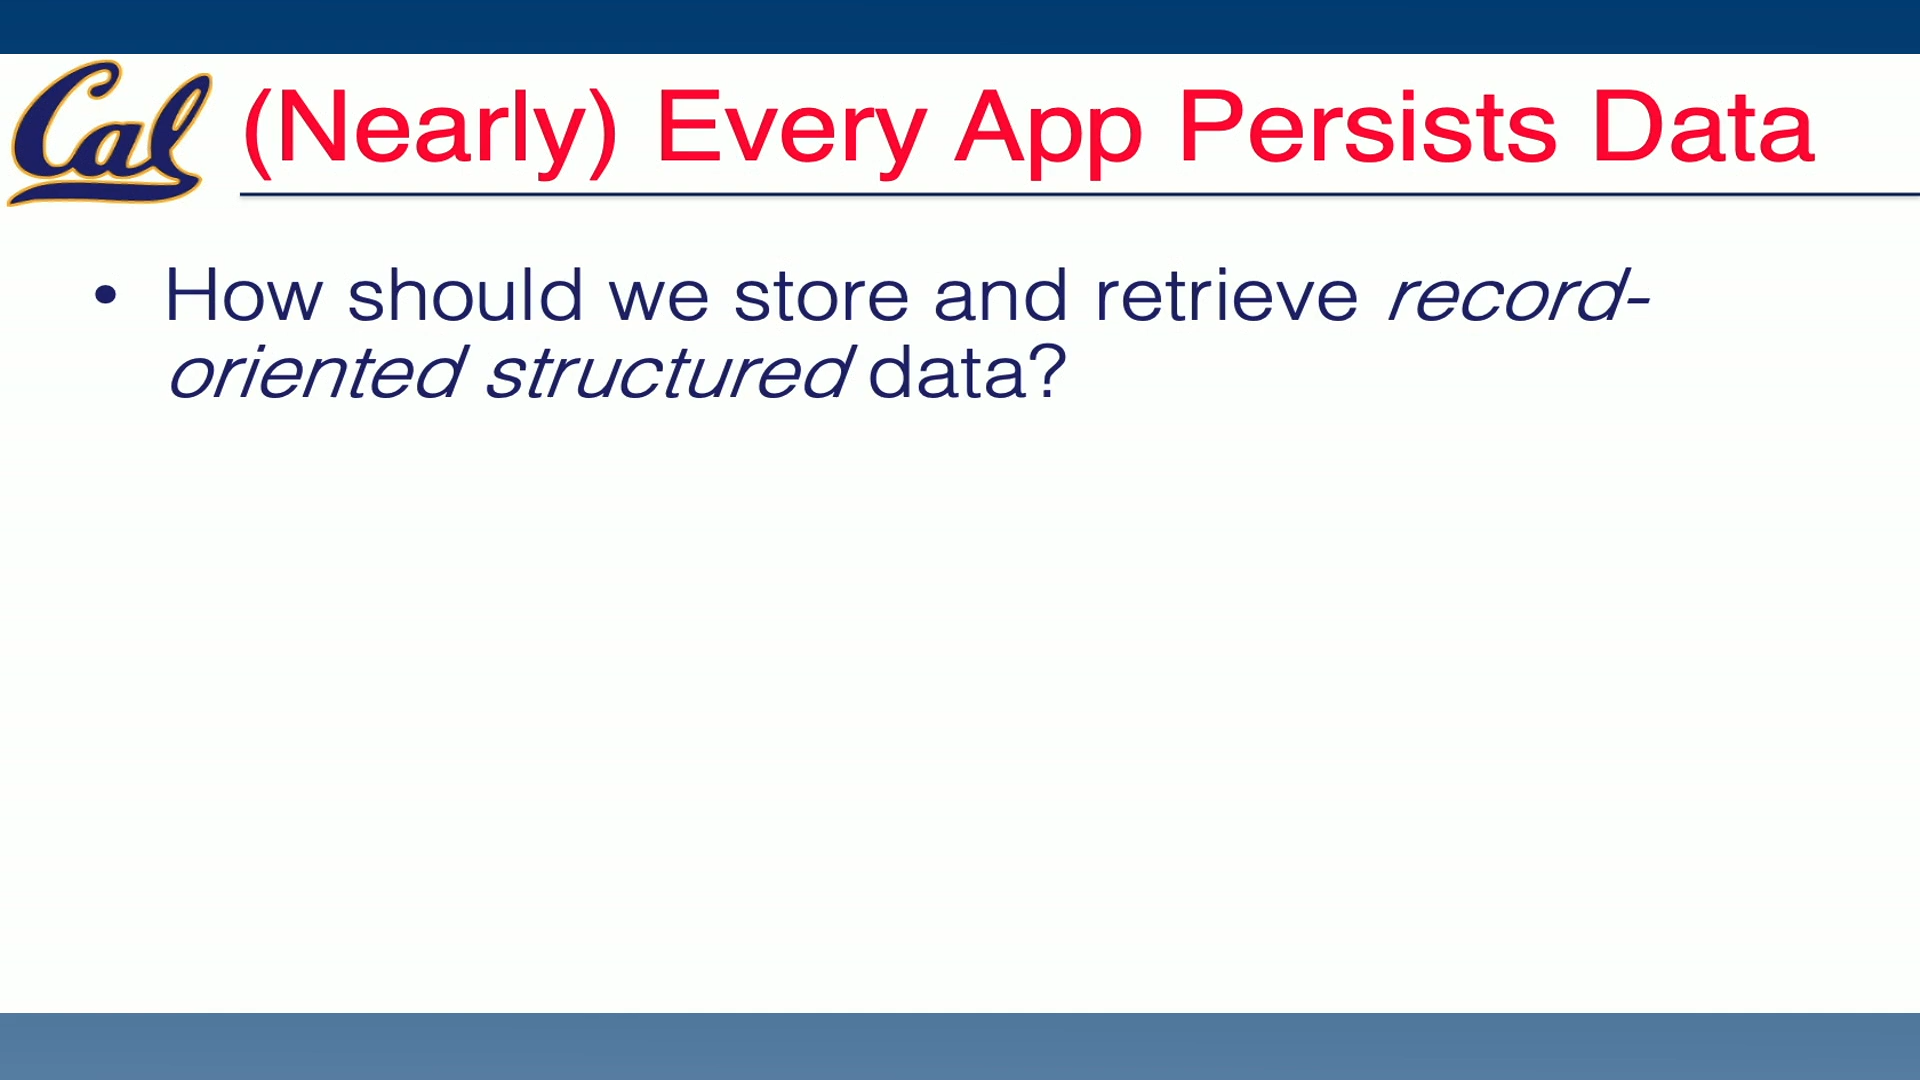 Cal
(Nearly) Every App Persists Data
• How should we store and retrieve record-
oriented structured data?